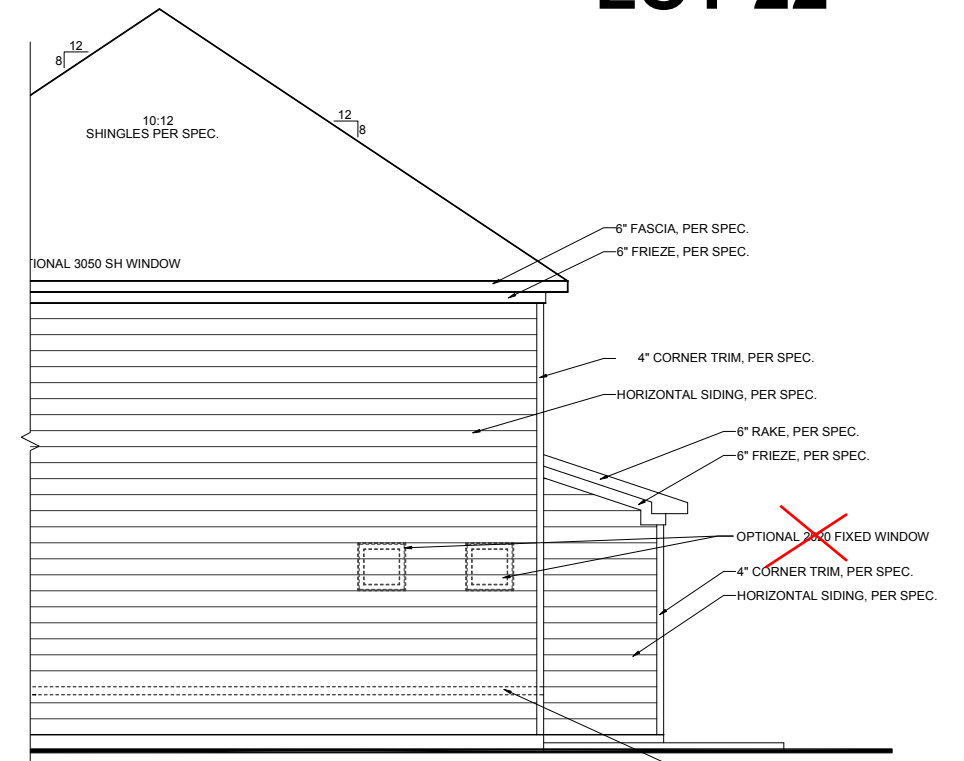 LOT 22
12
8
10:12
SHINGLES PER SPEC.
12
8
6" FASCIA, PER SPEC.
6" FRIEZE, PER SPEC.
TIONAL 3050 SH WINDOW
4" CORNER TRIM, PER SPEC.
HORIZONTAL SIDING, PER SPEC.
6" RAKE, PER SPEC.
6" FRIEZE, PER SPEC.
OPTIONAL 2020 FIXED WINDOW
4" CORNER TRIM, PER SPEC.
HORIZONTAL SIDING, PER SPEC.